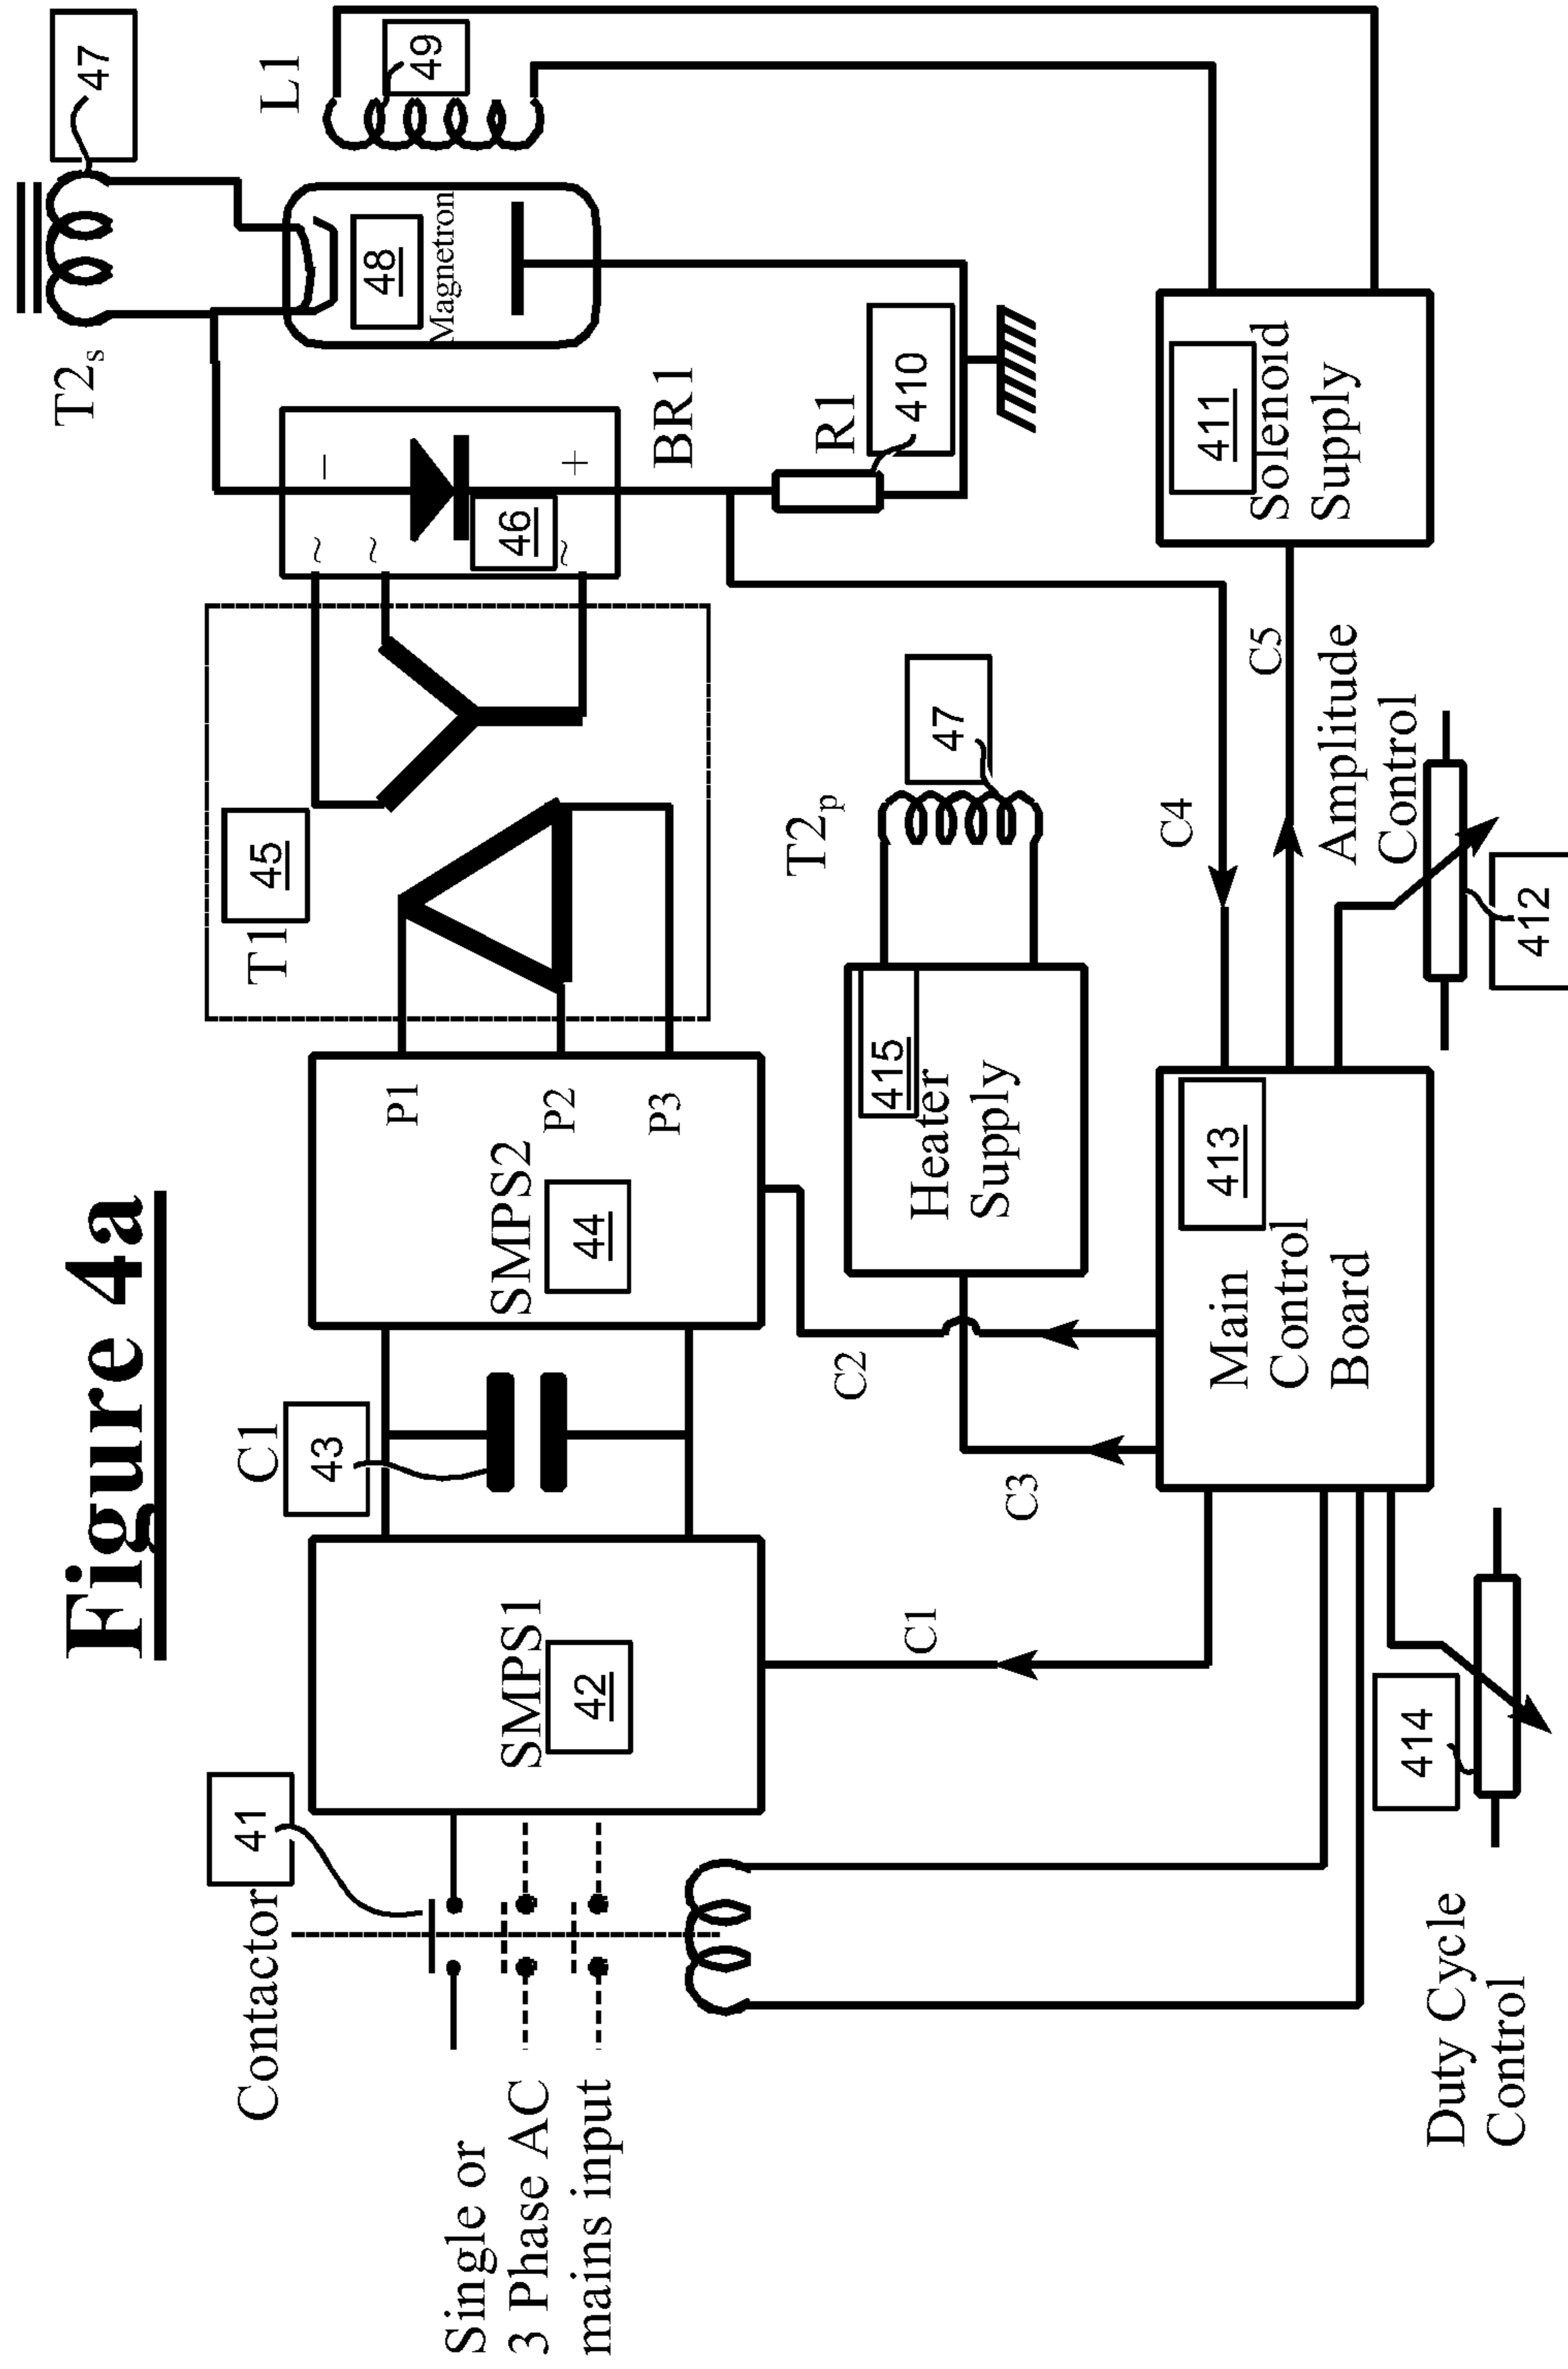 Figure 4a
Contactor
41
Single or
3 Phase AC
mains input
SMPS1
42
C1
43
SMPS2
44
P1
P2
P3
T1
45
~
~
~
−
+
46
BR1
T2s
47
48
Magnetron
L1
49
R1
410
C1
C2
C3
Heater
Supply
415
T2p
47
C4
C5
Main
Control
Board
413
Duty Cycle
Control
414
Amplitude
Control
412
411
Solenoid
Supply